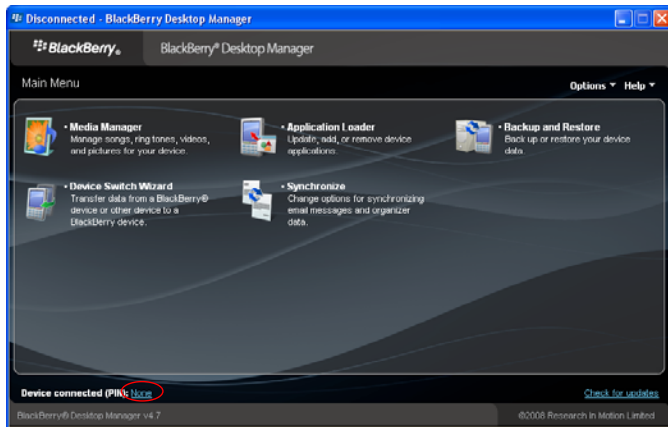 Disconnected - BlackBerry Desktop Manager
BlackBerry®
BlackBerry® Desktop Manager
Main Menu
Options
Help
Media Manager
Manage songs, ring tones, videos,
and pictures for your device.
Application Loader
Update, add, or remove device
applications.
Backup and Restore
Back up or restore your device
data.
Device Switch Wizard
Transfer data from a BlackBerry®
device or other device to a
BlackBerry device.
Synchronize
Change options for synchronizing
email messages and organizer
data.
Device connected (PIN): None
Check for updates
BlackBerry® Desktop Manager v4.7
©2008 Research In Motion Limited